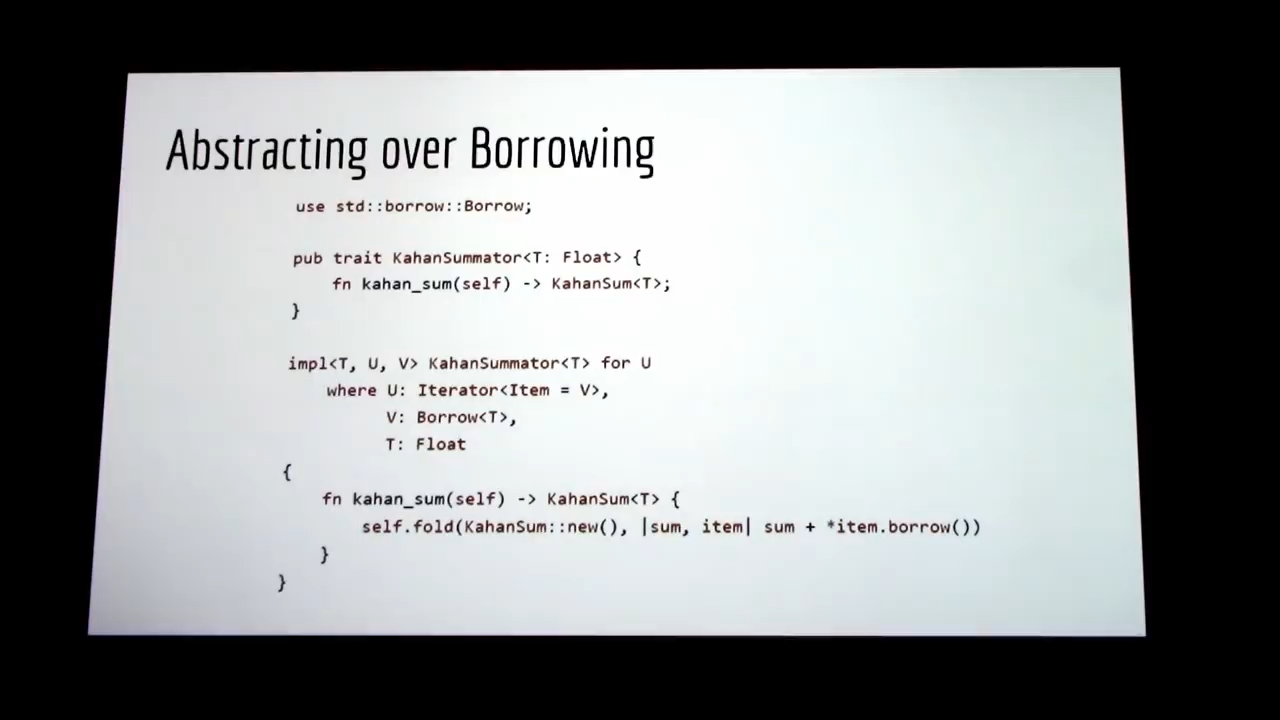 Abstracting over Borrowing
use std::borrow::Borrow;
pub trait KahanSummator<T: Float> {
fn kahan_sum(self) -> KahanSum<T>;
}
impl<T, U, V> KahanSummator<T> for U
where U: Iterator<Item = V>,
V: Borrow<T>,
T: Float
{
fn kahan_sum(self) -> KahanSum<T> {
self.fold(KahanSum::new(), |sum, item| sum + *item.borrow())
}
}